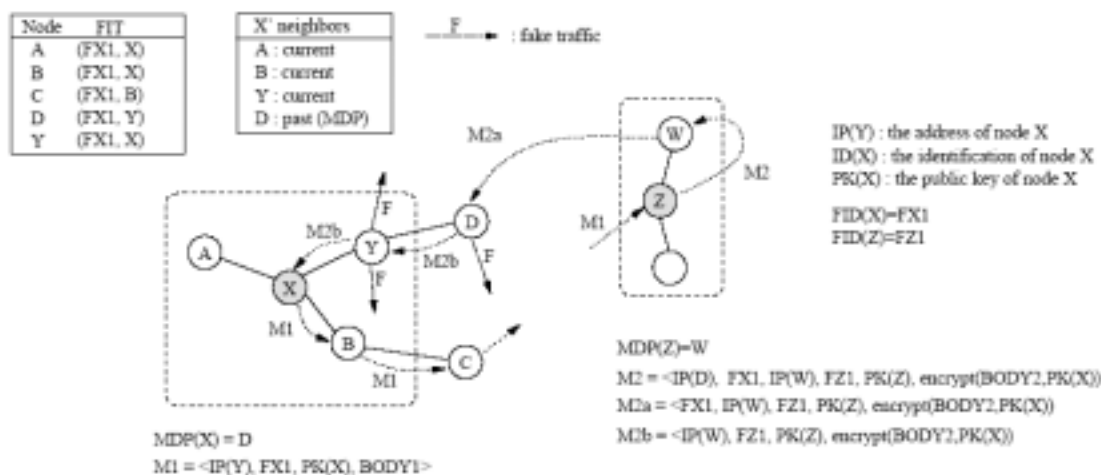 Node FIT
A (FX1, X)
B (FX1, X)
C (FX1, B)
D (FX1, Y)
Y (FX1, X)
X' neighbors
A : current
B : current
Y : current
D : past (MDP)
F : fake traffic
M2a
W
M2
Z
M1
IP(Y) : the address of node X
ID(X) : the identification of node X
PK(X) : the public key of node X
FID(X)=FX1
FID(Z)=FZ1
F
D
M2b
Y
M2b
F
A
X
F
M1
B
C
M1
MDP(Z)=W
M2 = <IP(D), FX1, IP(W), FZ1, PK(Z), encrypt(BODY2,PK(X))
M2a = <FX1, IP(W), FZ1, PK(Z), encrypt(BODY2,PK(X))
M2b = <IP(W), FZ1, PK(Z), encrypt(BODY2,PK(X))
MDP(X) = D
M1 = <IP(Y), FX1, PK(X), BODY1>